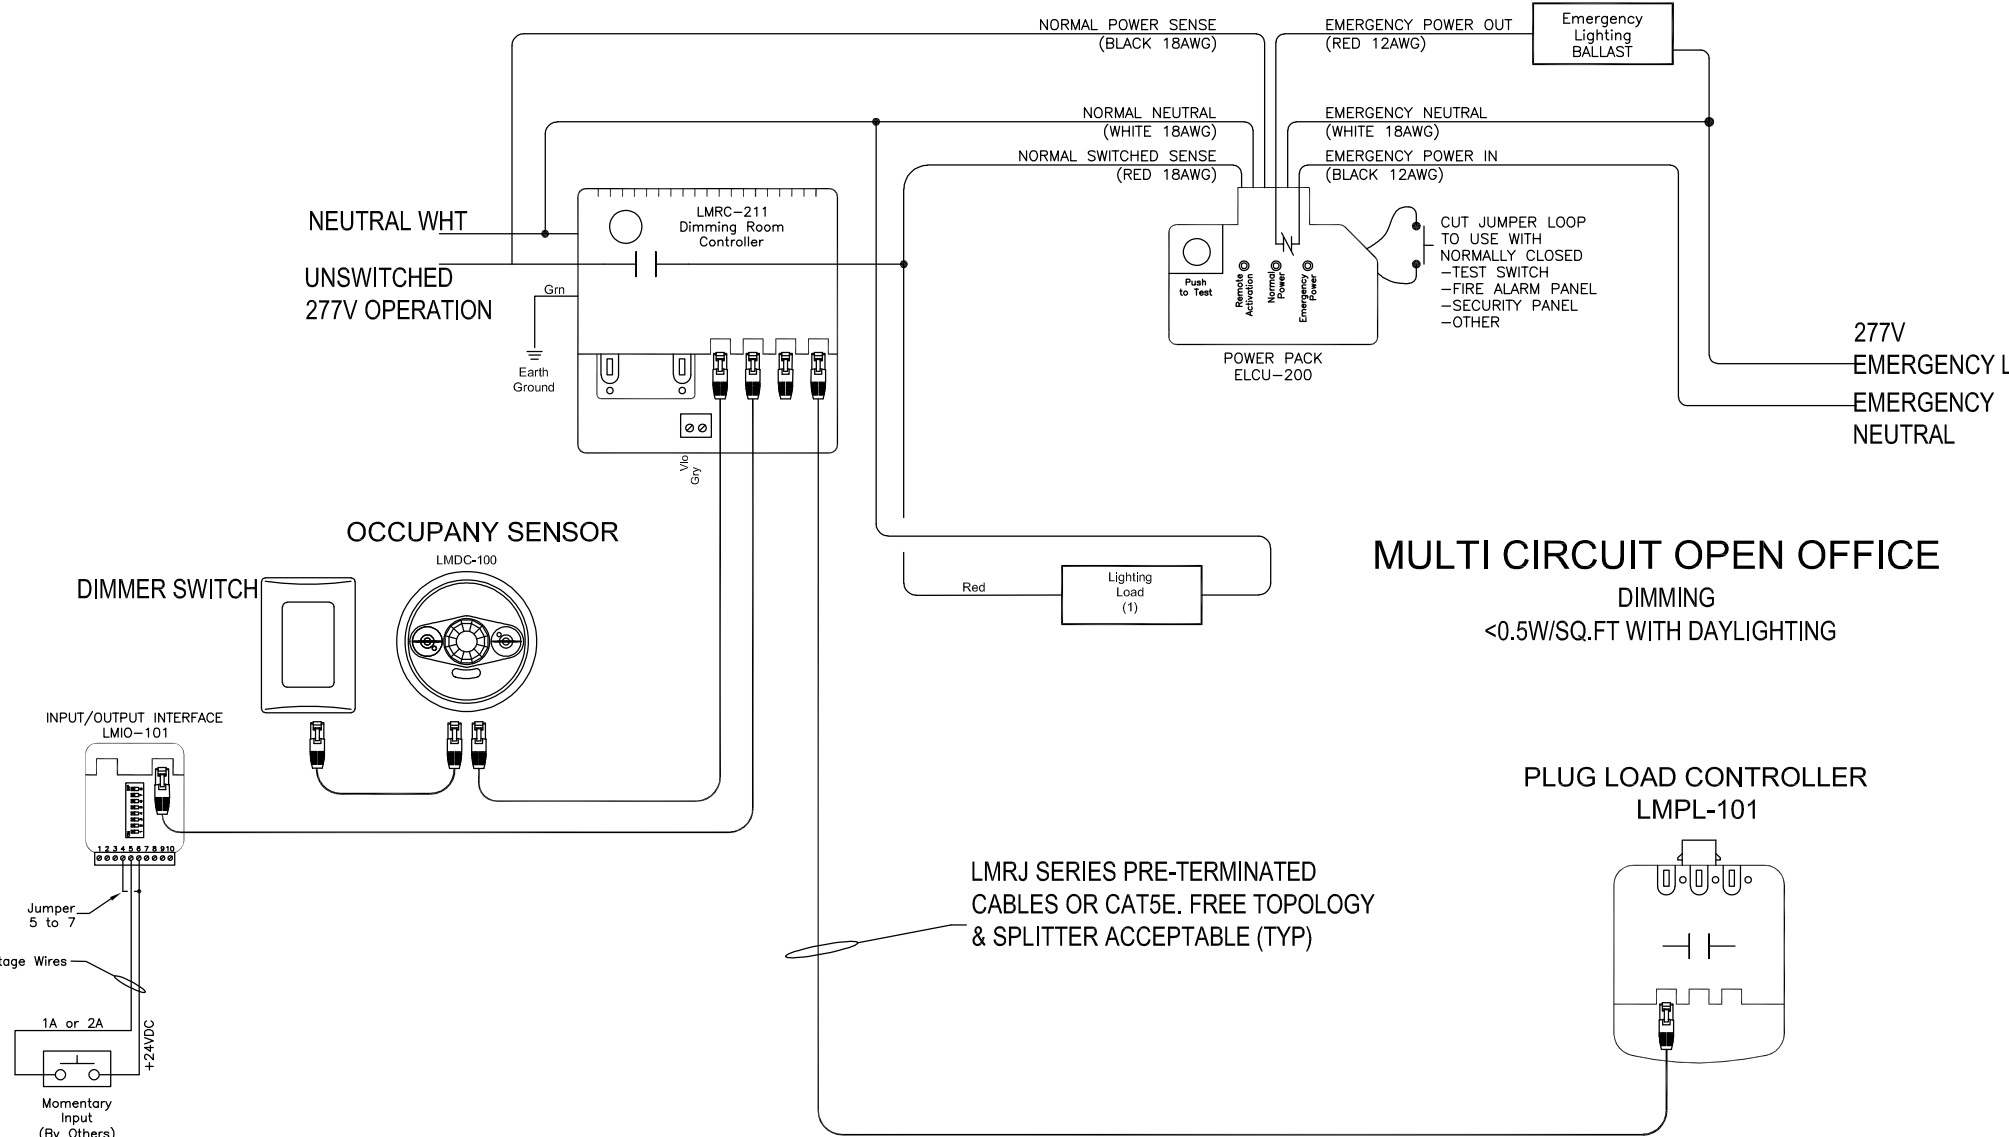 NORMAL POWER SENSE
(BLACK 18AWG)
EMERGENCY POWER OUT
(RED 12AWG)
Emergency
Lighting
BALLAST
NORMAL NEUTRAL
(WHITE 18AWG)
EMERGENCY NEUTRAL
(WHITE 18AWG)
NORMAL SWITCHED SENSE
(RED 18AWG)
EMERGENCY POWER IN
(BLACK 12AWG)
NEUTRAL WHT
UNSWITCHED
277V OPERATION
LMRC-211
Dimming Room
Controller
Grn
Earth
Ground
Vlo
Gry
Push
to Test
Remote
Activation
Normal
Power
Emergency
Power
CUT JUMPER LOOP
TO USE WITH
NORMALLY CLOSED
-TEST SWITCH
-FIRE ALARM PANEL
-SECURITY PANEL
-OTHER
POWER PACK
ELCU-200
277V
EMERGENCY L
EMERGENCY
NEUTRAL
OCCUPANY SENSOR
LMDC-100
DIMMER SWITCH
Red
Lighting
Load
(1)
MULTI CIRCUIT OPEN OFFICE
DIMMING
<0.5W/SQ.FT WITH DAYLIGHTING
INPUT/OUTPUT INTERFACE
LMIO-101
1 2 3 4 5 6 7 8 9 10
Jumper
5 to 7
tage Wires
1A or 2A
+24VDC
Momentary
Input
(By Others)
LMRJ SERIES PRE-TERMINATED
CABLES OR CAT5E. FREE TOPOLOGY
& SPLITTER ACCEPTABLE (TYP)
PLUG LOAD CONTROLLER
LMPL-101